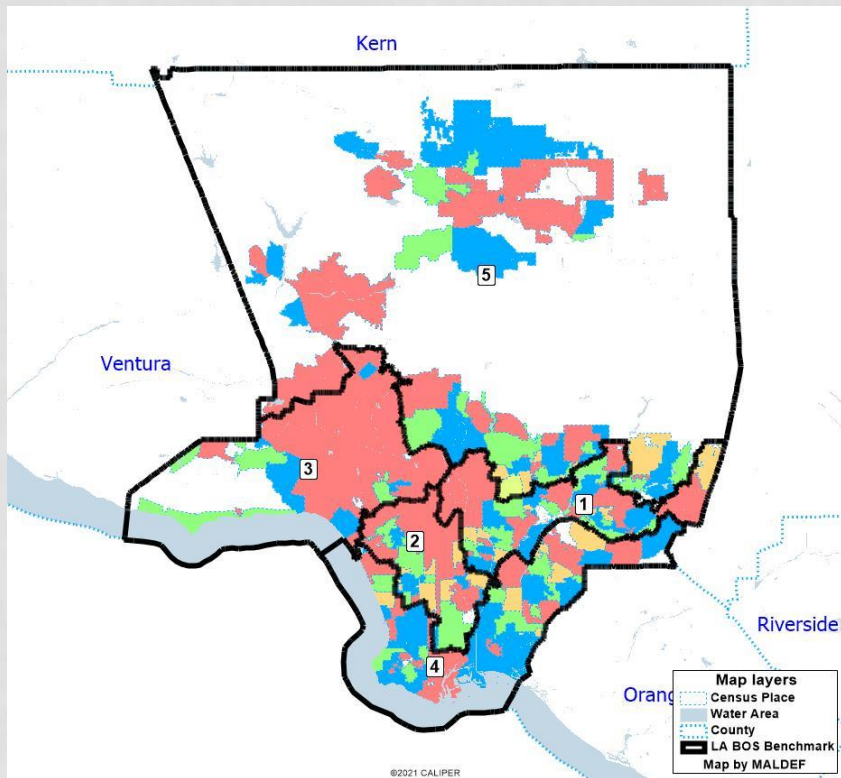 Kern
5
Ventura
3
1
2
Riverside
4
Orang
Map layers
Census Place
Water Area
County
LA BOS Benchmark
Map by MALDEF
©2021 CALIPER